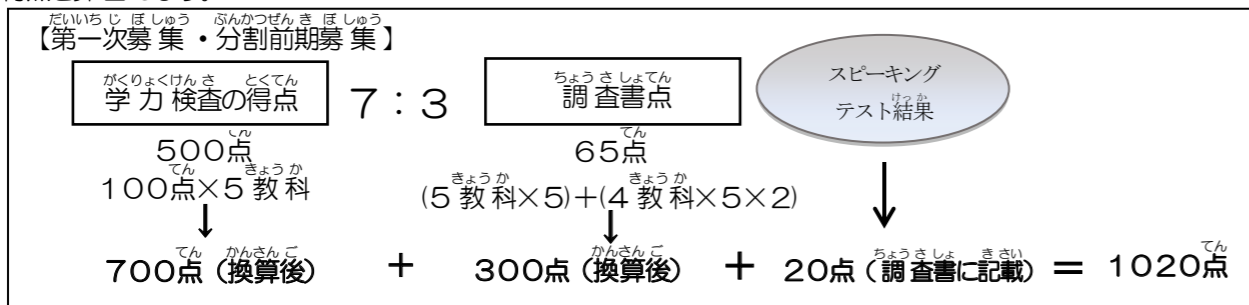 【第一次募集・分割前期募集】
学力検査の得点 7:3 調査書点 スピーキング
テスト結果
500点 65点
100点×5教科 (5教科×5)+(4教科×5×2)
700点(換算後) + 300点(換算後) + 20点(調査書に記載) = 1020点